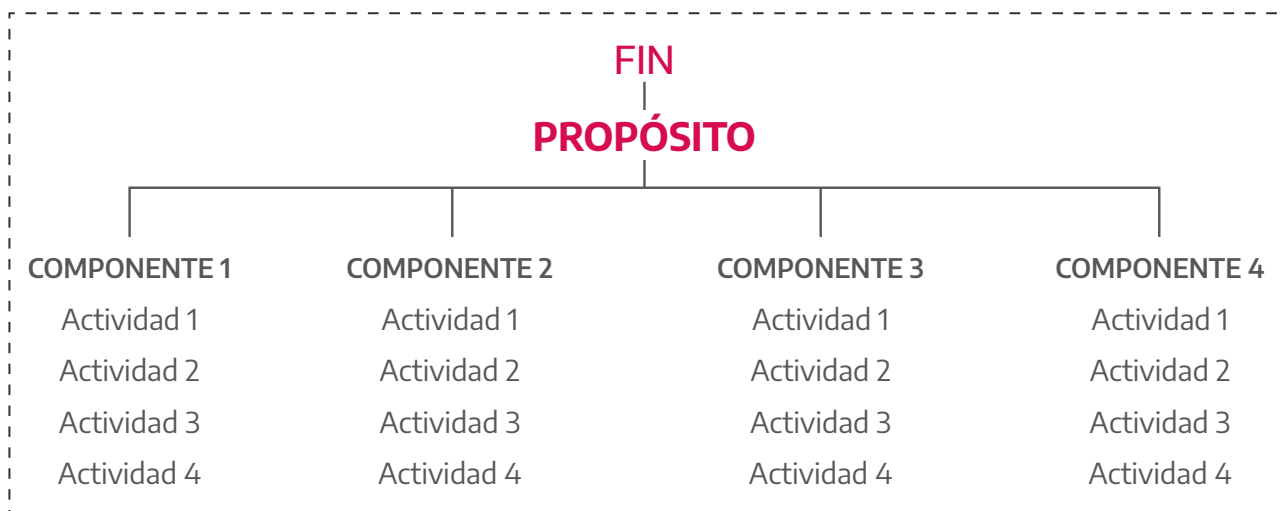 FIN
PROPÓSITO
COMPONENTE 1 COMPONENTE 2 COMPONENTE 3 COMPONENTE 4
Actividad 1 Actividad 1 Actividad 1 Actividad 1
Actividad 2 Actividad 2 Actividad 2 Actividad 2
Actividad 3 Actividad 3 Actividad 3 Actividad 3
Actividad 4 Actividad 4 Actividad 4 Actividad 4